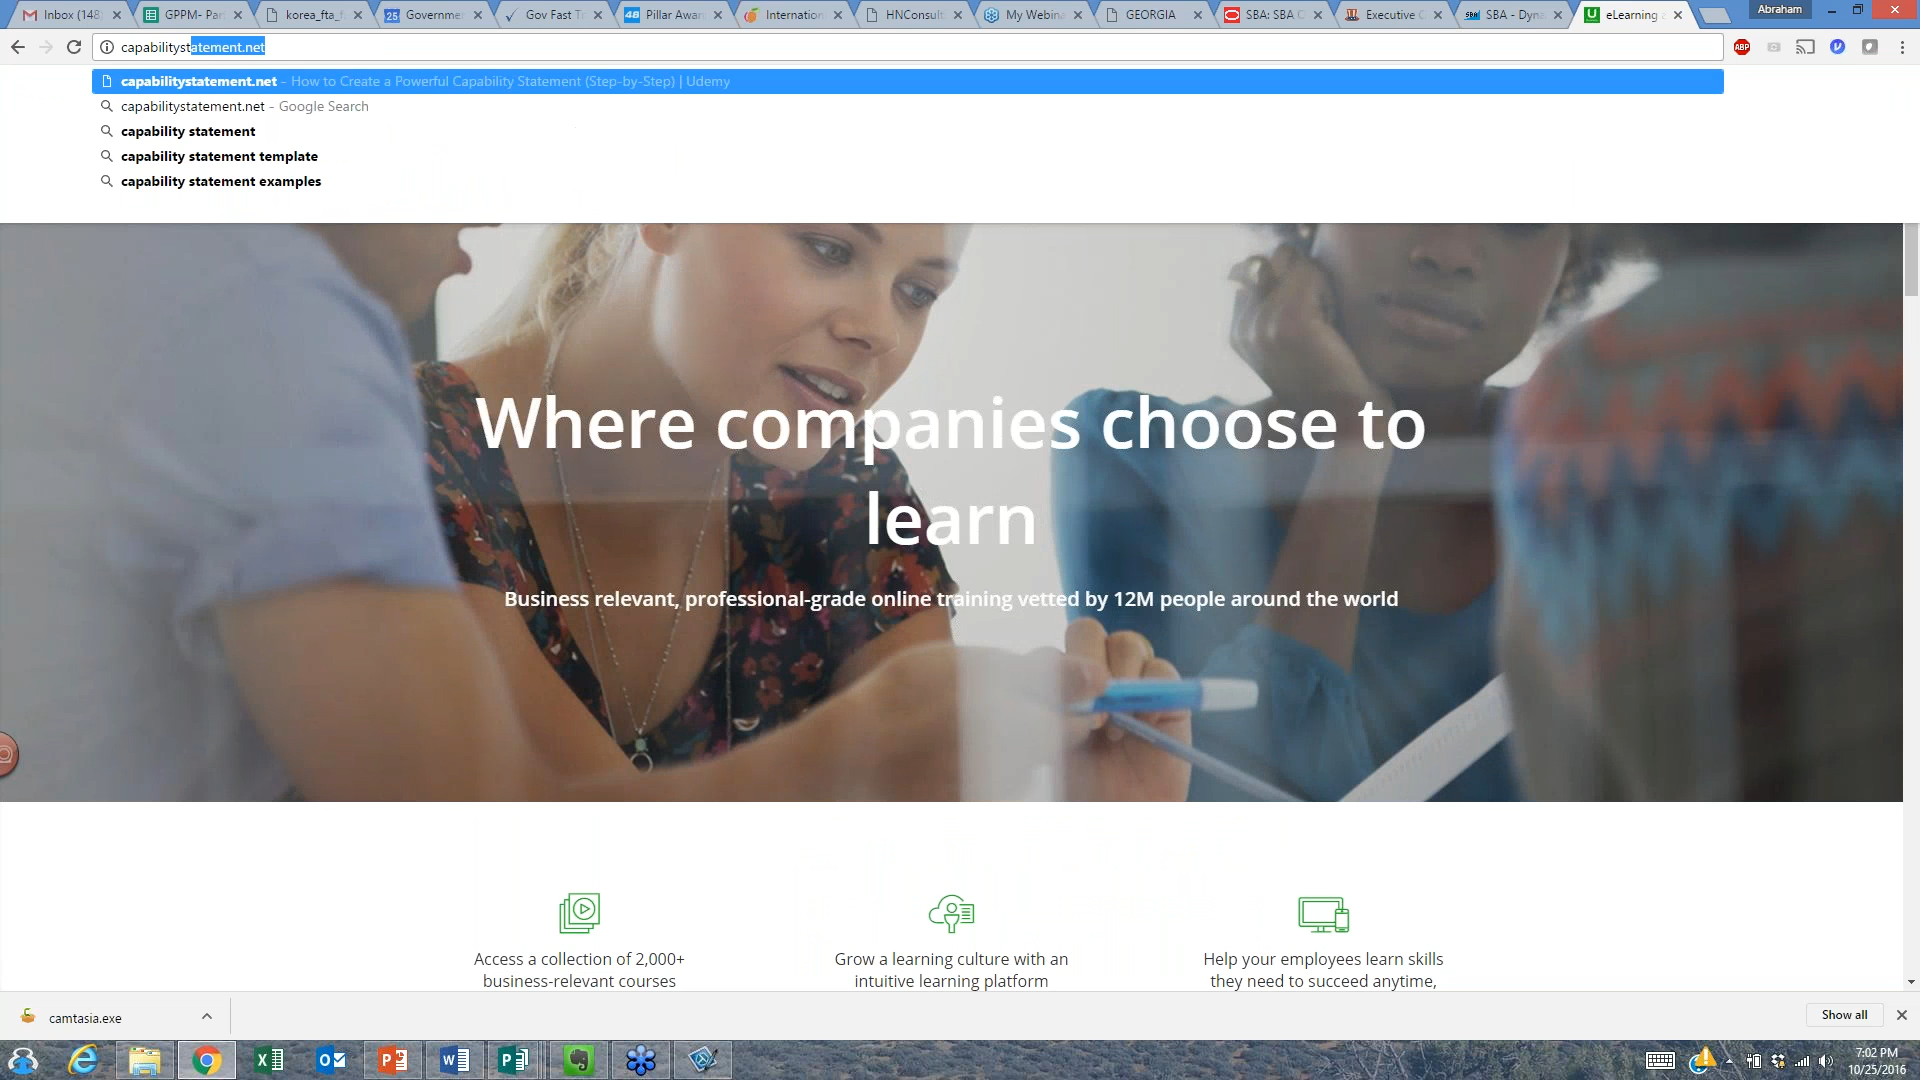 Inbox (148
GPPM- Par
korea_fta_f
Governme
Gov Fast T
Pillar Awar
Internation
HNConsult
My Webina
GEORGIA
SBA: SBA C
Executive C
SBA - Dyna
eLearning a
Abraham
capabilitystatement.net
capabilitystatement.net - How to Create a Powerful Capability Statement (Step-by-Step) | Udemy
capabilitystatement.net - Google Search
capability statement
capability statement template
capability statement examples
Where companies choose to
learn
Business relevant, professional-grade online training vetted by 12M people around the world
Access a collection of 2,000+
business-relevant courses
Grow a learning culture with an
intuitive learning platform
Help your employees learn skills
they need to succeed anytime,
camtasia.exe
Show all
7:02 PM
10/25/2016